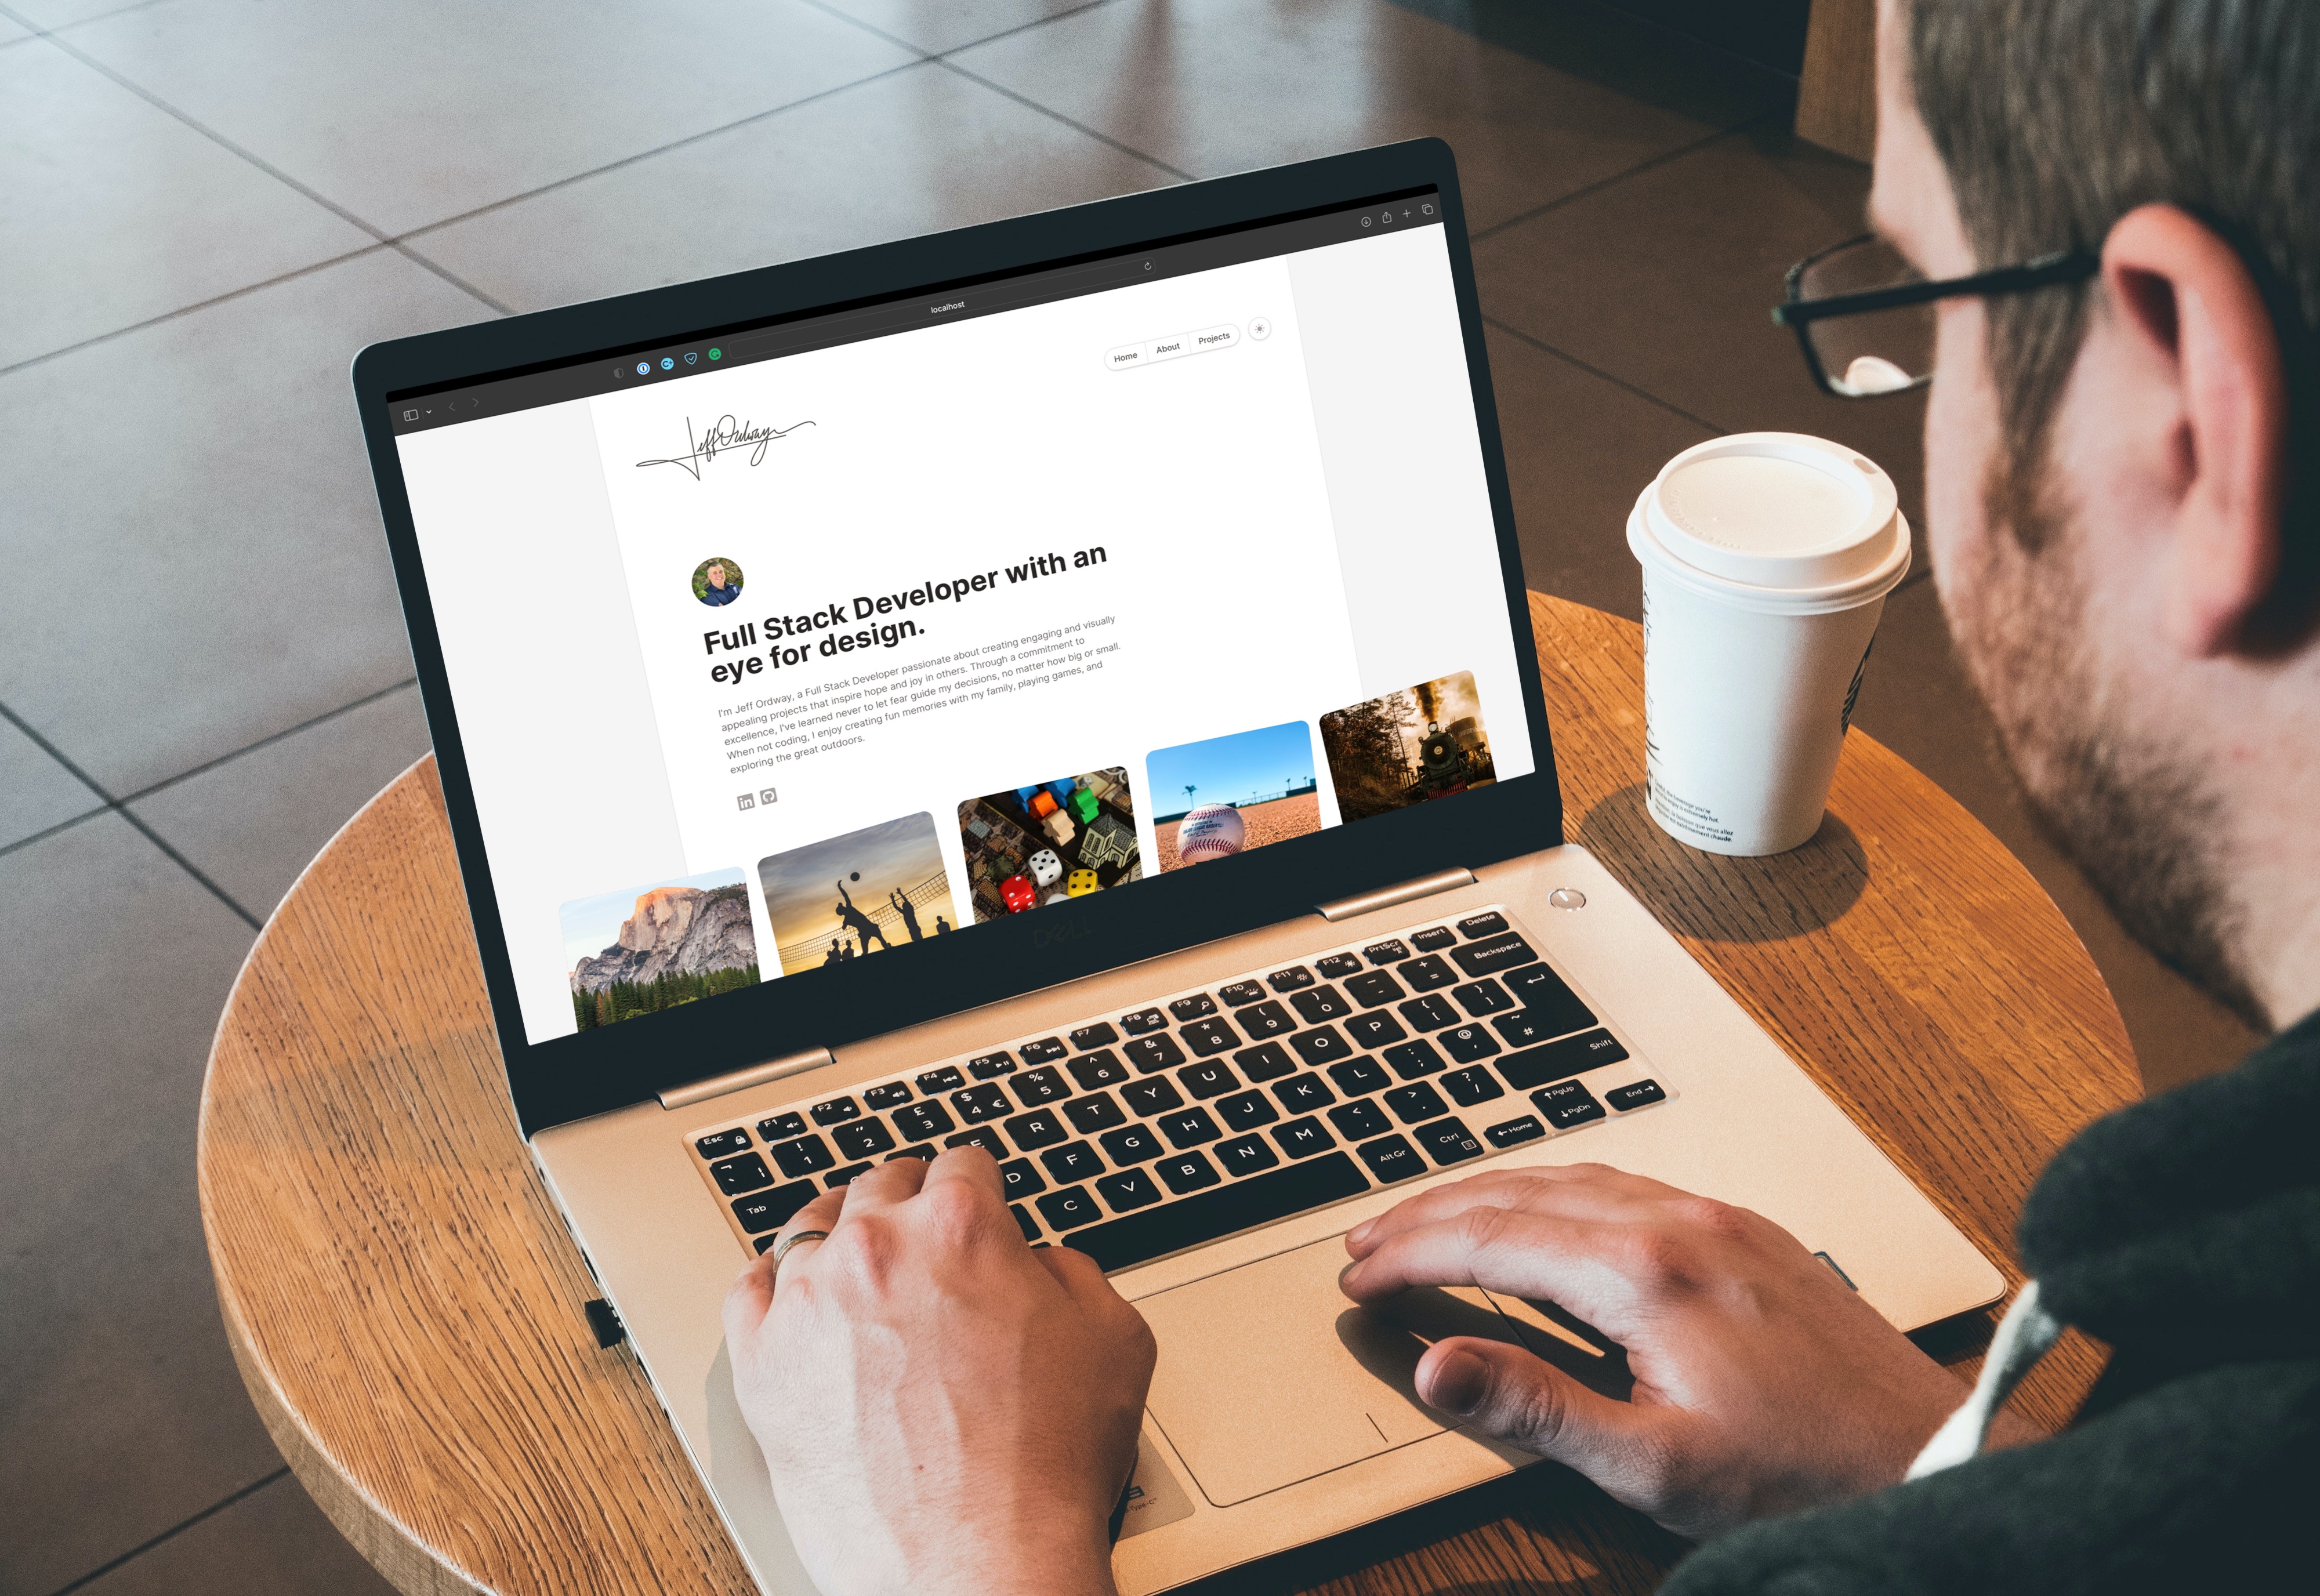 localhost
Home About Projects
Jeff Ordway
Full Stack Developer with an
eye for design.
I'm Jeff Ordway, a Full Stack Developer passionate about creating engaging and visually
appealing projects that inspire hope and joy in others. Through a commitment to
excellence, I've learned never to let fear guide my decisions, no matter how big or small.
When not coding, I enjoy creating fun memories with my family, playing games, and
exploring the great outdoors.
in
DELL
Esc F1 F2 F3 F4 F5 F6 F7 F8 F9 F10 F11 F12 PrtScr Insert Delete
! " £ $ % ^ & * ( ) _ +
1 2 3 4 € 5 6 7 8 9 0 - = Backspace
Tab E R T Y U I O P { [ } ]
D F G H J K L : ; @ ' ~ #
C V B N M < , > . ? / Shift
Alt Gr Ctrl Home PgUp PgDn End
Type-C